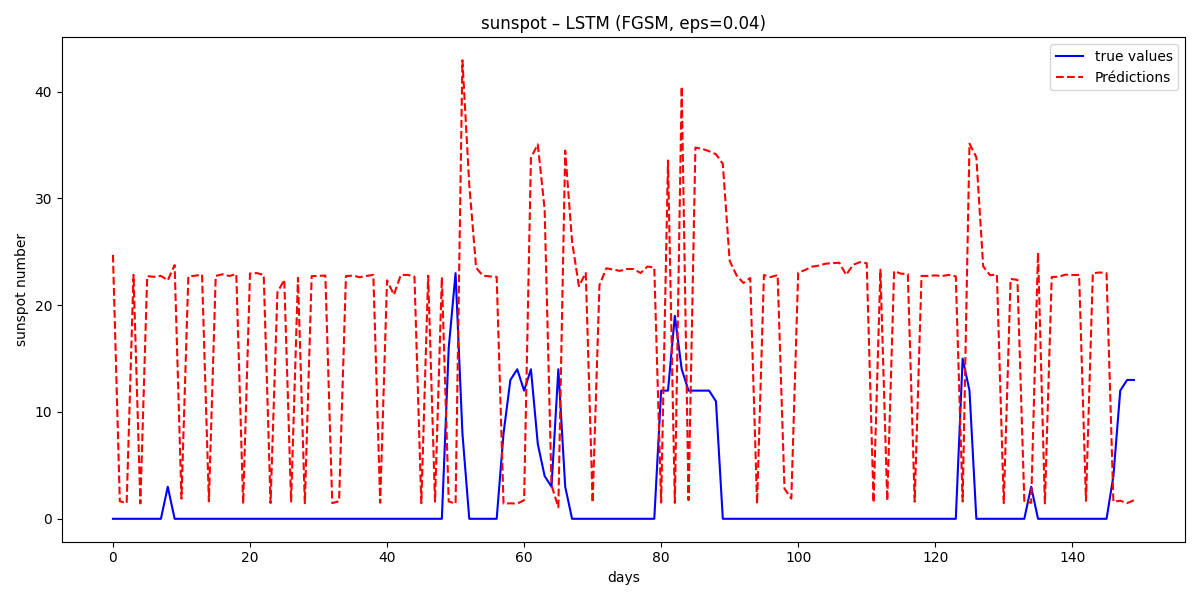 sunspot – LSTM (FGSM, eps=0.04)
true values
Prédictions
sunspot number
40
30
20
10
0
0 20 40 60 80 100 120 140
days